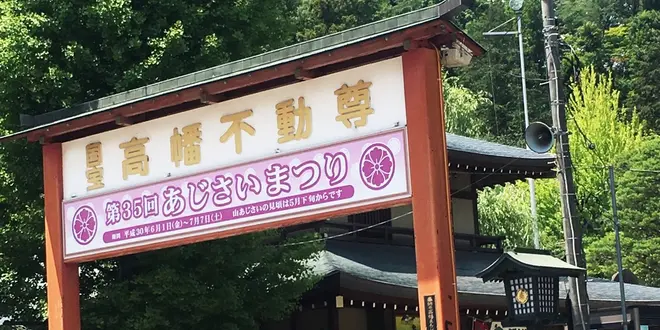 国宝 高幡不動尊
第35回 あじさいまつり
期間 平成30年6月1日(金)~7月7日(土) 山あじさいの見頃は5月下旬からです